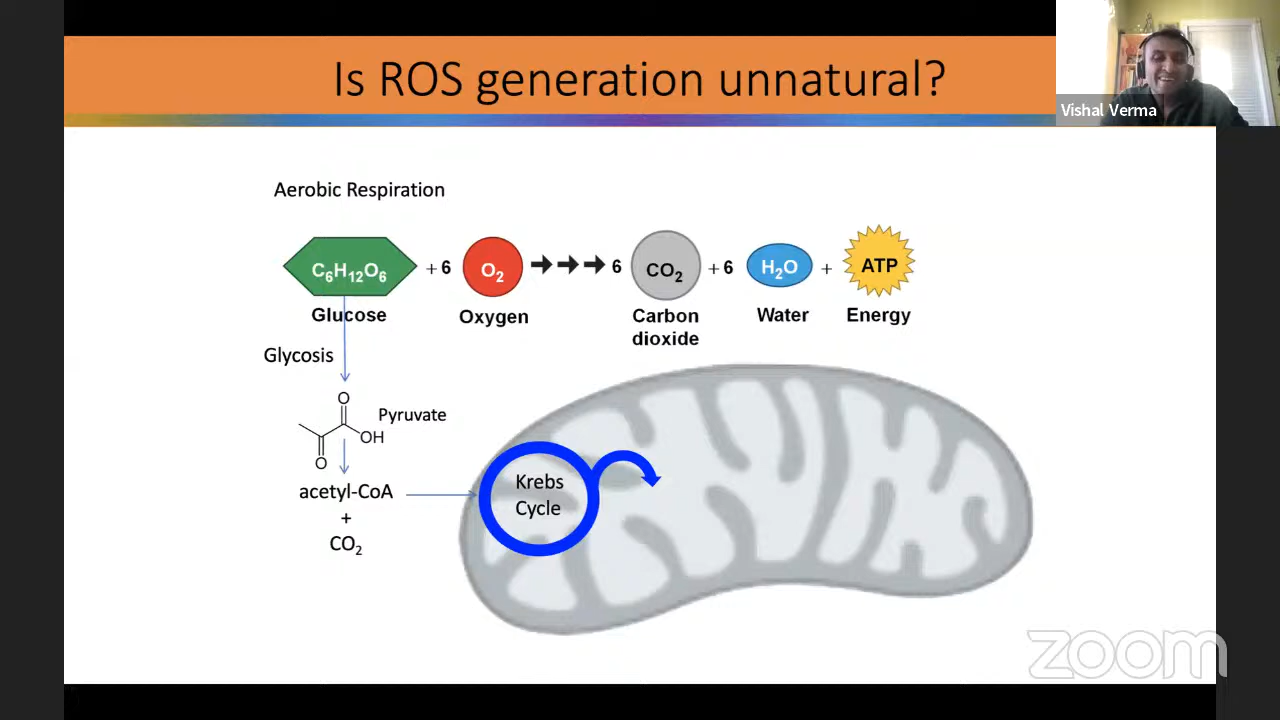 Is ROS generation unnatural?
Vishal Verma
Aerobic Respiration
C₆H₁₂O₆ + 6 O₂ 6 CO₂ + 6 H₂O + ATP
Glucose Oxygen Carbon dioxide Water Energy
Glycosis
O
Pyruvate
OH
O
acetyl-CoA
+
CO₂
Krebs
Cycle
zoom